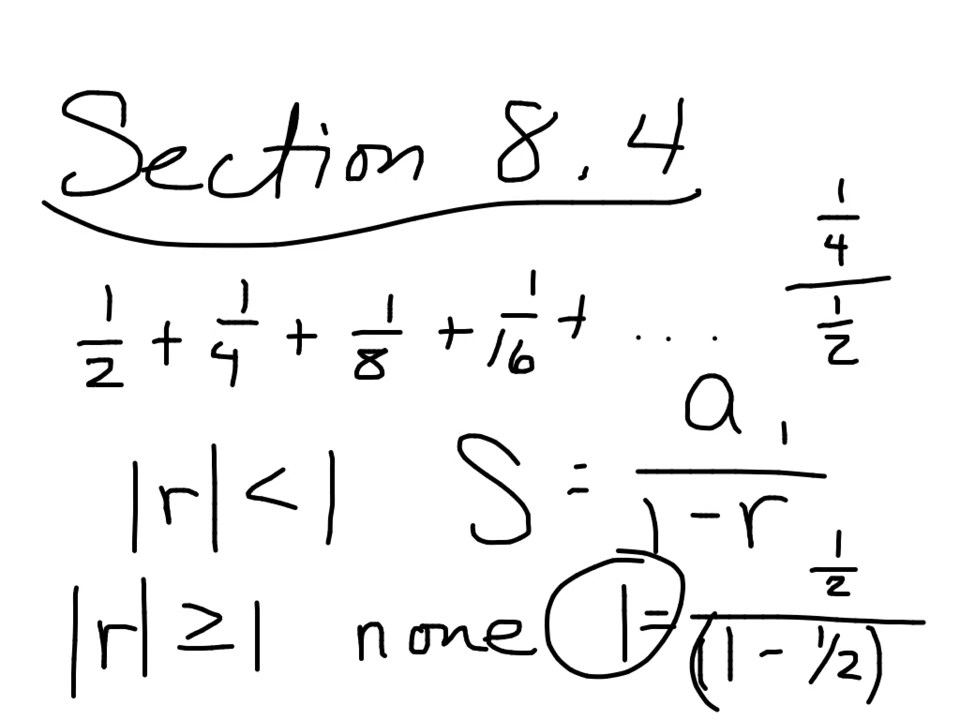 Section 8.4
1/2 + 1/4 + 1/8 + 1/16 + ....
1/4 / 1/2
|r| < 1 S = a₁ / 1-r
|r| ≥ 1 none 1 = 1/2 / (1 - 1/2)